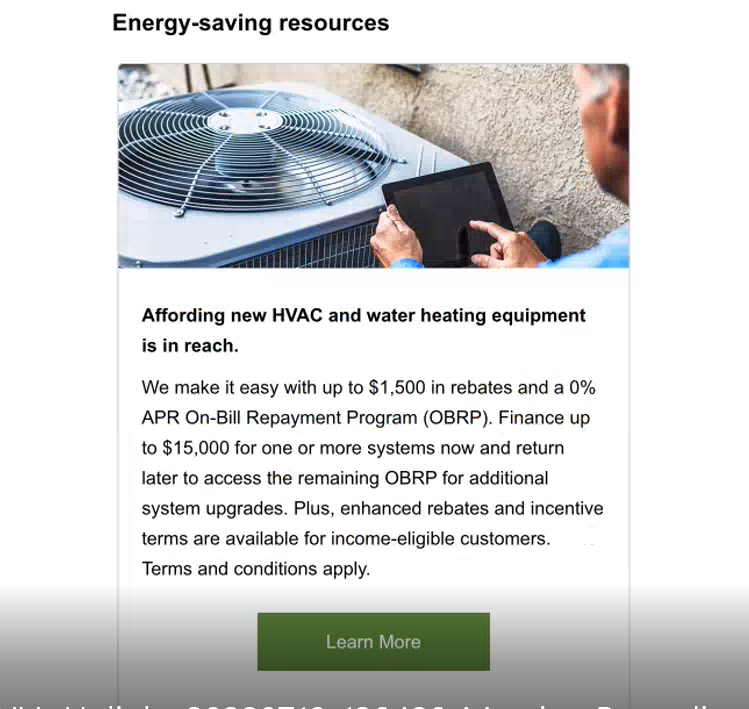 Energy-saving resources
Affording new HVAC and water heating equipment
is in reach.
We make it easy with up to $1,500 in rebates and a 0%
APR On-Bill Repayment Program (OBRP). Finance up
to $15,000 for one or more systems now and return
later to access the remaining OBRP for additional
system upgrades. Plus, enhanced rebates and incentive
terms are available for income-eligible customers.
Terms and conditions apply.
Learn More